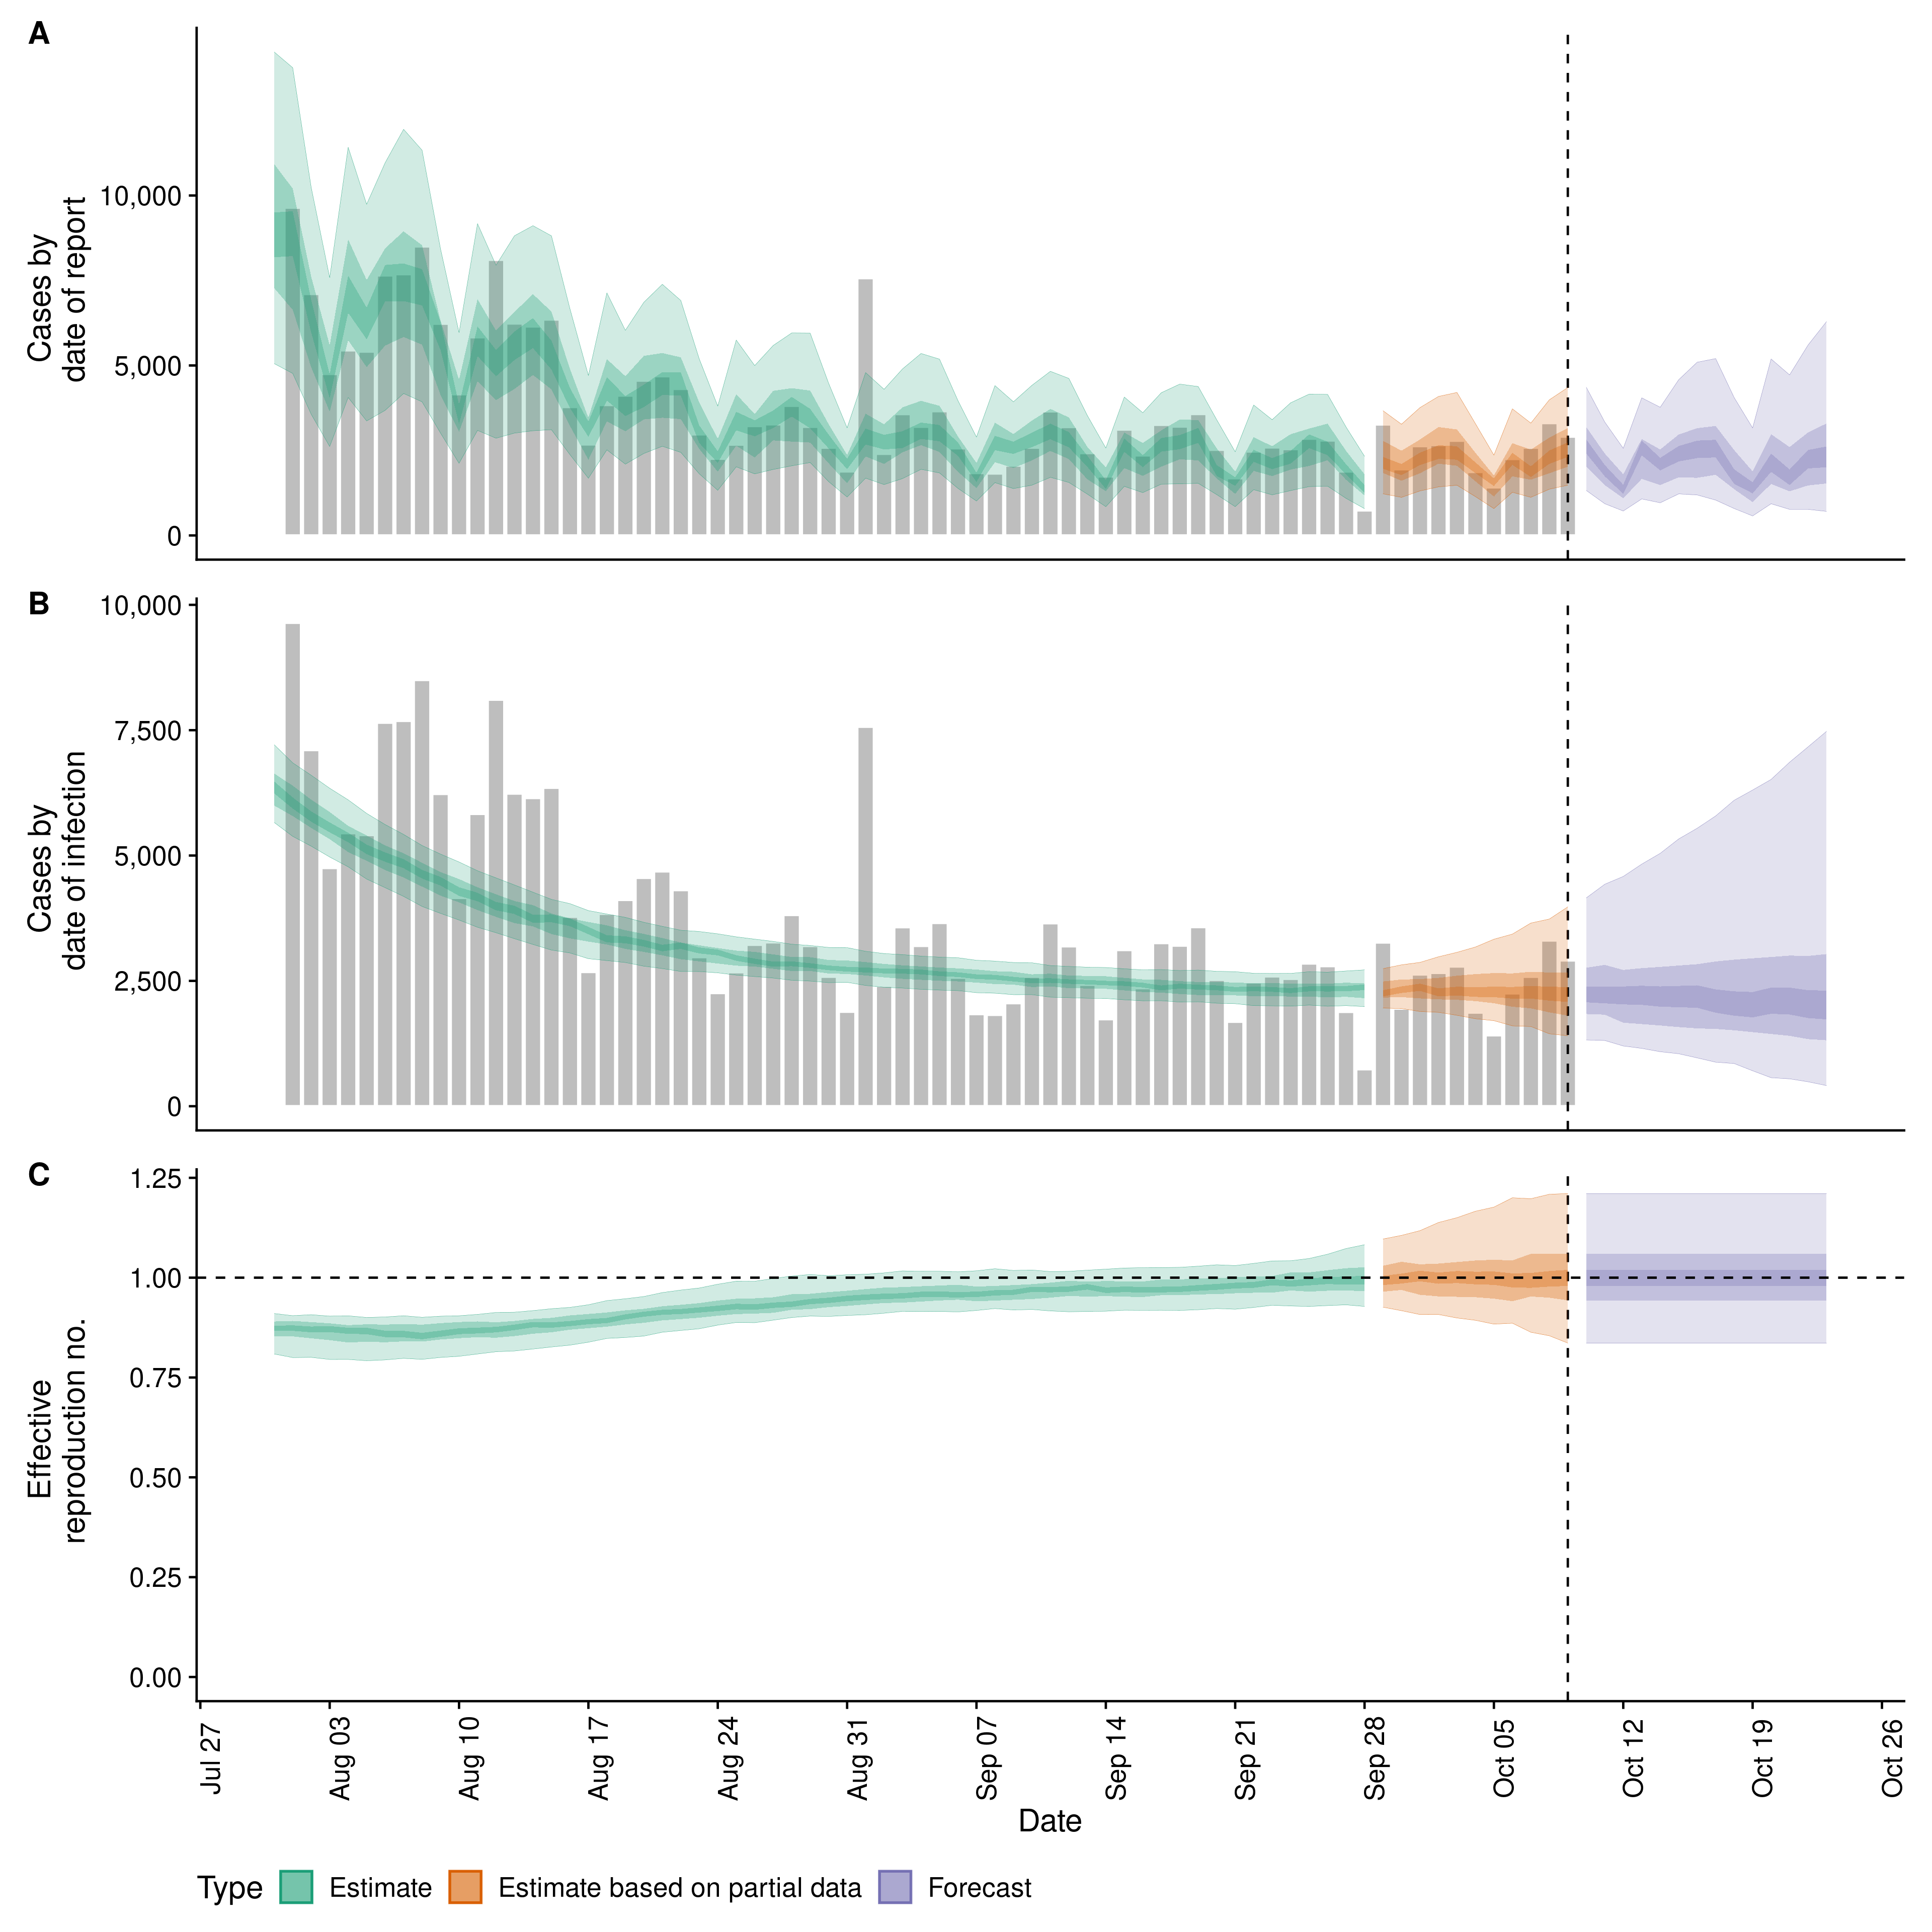 A
Cases by
date of report
10,000
5,000
0
B
Cases by
date of infection
10,000
7,500
5,000
2,500
0
C
Effective
reproduction no.
1.25
1.00
0.75
0.50
0.25
0.00
Jul 27
Aug 03
Aug 10
Aug 17
Aug 24
Aug 31
Sep 07
Sep 14
Sep 21
Sep 28
Oct 05
Oct 12
Oct 19
Oct 26
Date
Type Estimate Estimate based on partial data Forecast